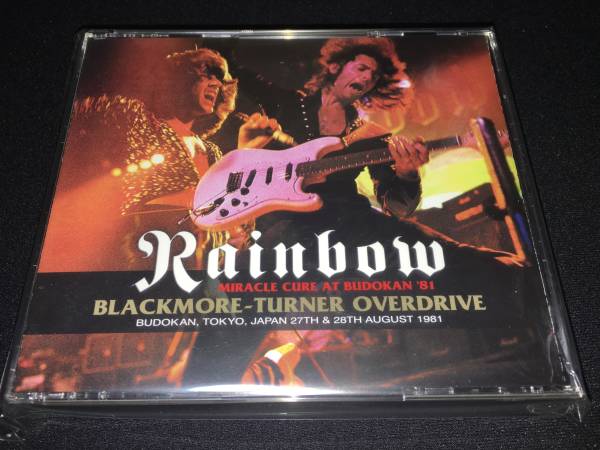 Rainbow
MIRACLE CURE AT BUDOKAN '81
BLACKMORE-TURNER OVERDRIVE
BUDOKAN, TOKYO, JAPAN 27TH & 28TH AUGUST 1981